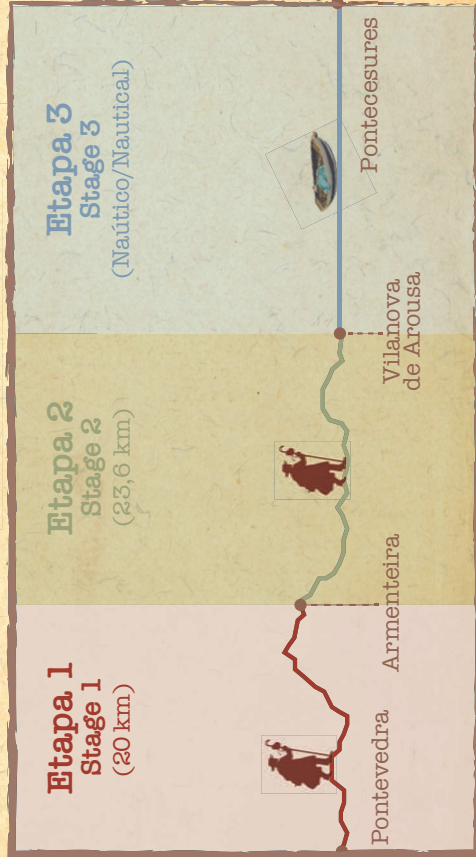 Etapa 1
Stage 1
(20 km)
Etapa 2
Stage 2
(23,6 km)
Etapa 3
Stage 3
(Naútico/Nautical)
Pontevedra
Armenteira
Vilanova
de Arousa
Pontecesures